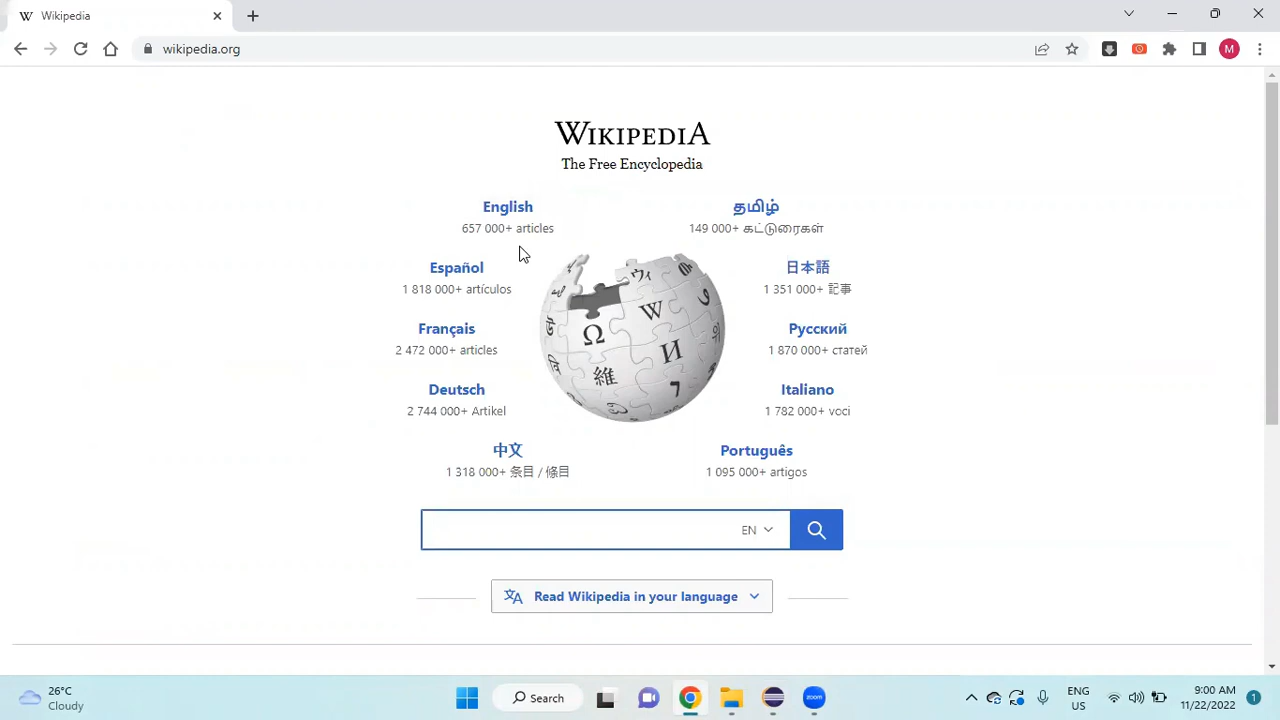 Wikipedia
wikipedia.org
M
WIKIPEDIA
The Free Encyclopedia
English
657 000+ articles
தமிழ்
149 000+ கட்டுரைகள்
Español
1 818 000+ artículos
日本語
1 351 000+ 記事
Français
2 472 000+ articles
Русский
1 870 000+ статей
Deutsch
2 744 000+ Artikel
Italiano
1 782 000+ voci
中文
1 318 000+ 条目 / 條目
Português
1 095 000+ artigos
Ω
W
И
維
EN
Read Wikipedia in your language
26°C
Cloudy
Search
zoom
ENG
US
9:00 AM
11/22/2022
1